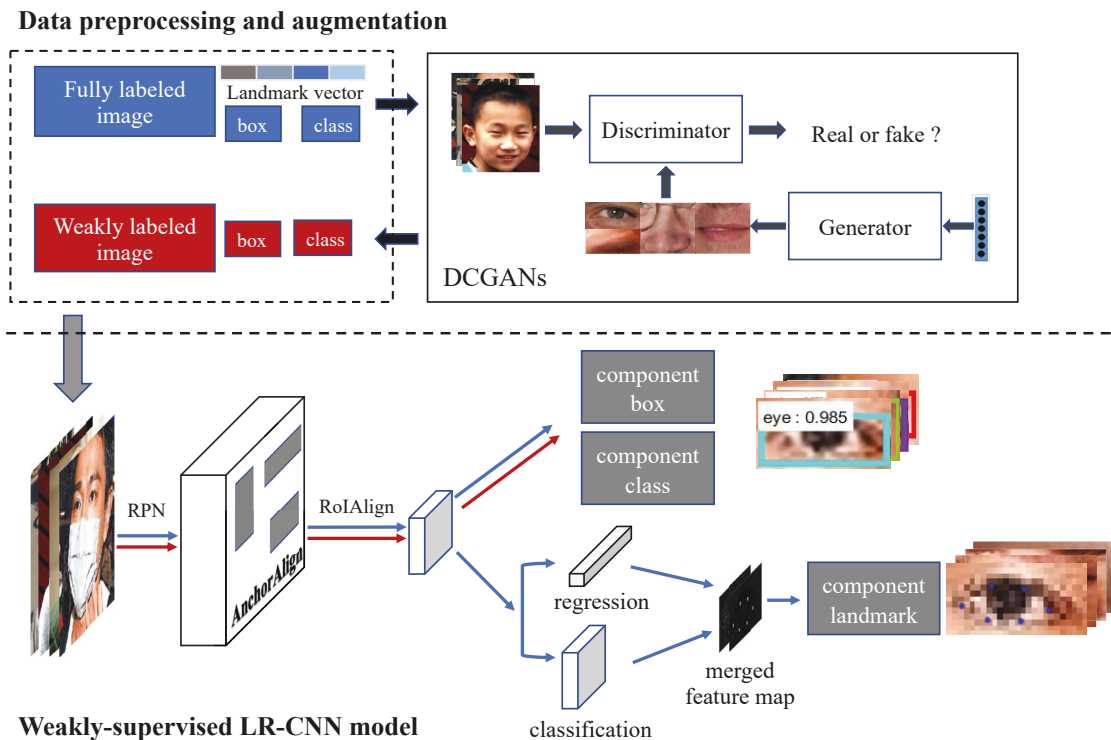 Data preprocessing and augmentation
Fully labeled
image
Landmark vector
box
class
Weakly labeled
image
box
class
Discriminator
Real or fake ?
Generator
DCGANs
RPN
AnchorAlign
RoIAlign
component
box
component
class
eye : 0.985
regression
classification
merged
feature map
component
landmark
Weakly-supervised LR-CNN model